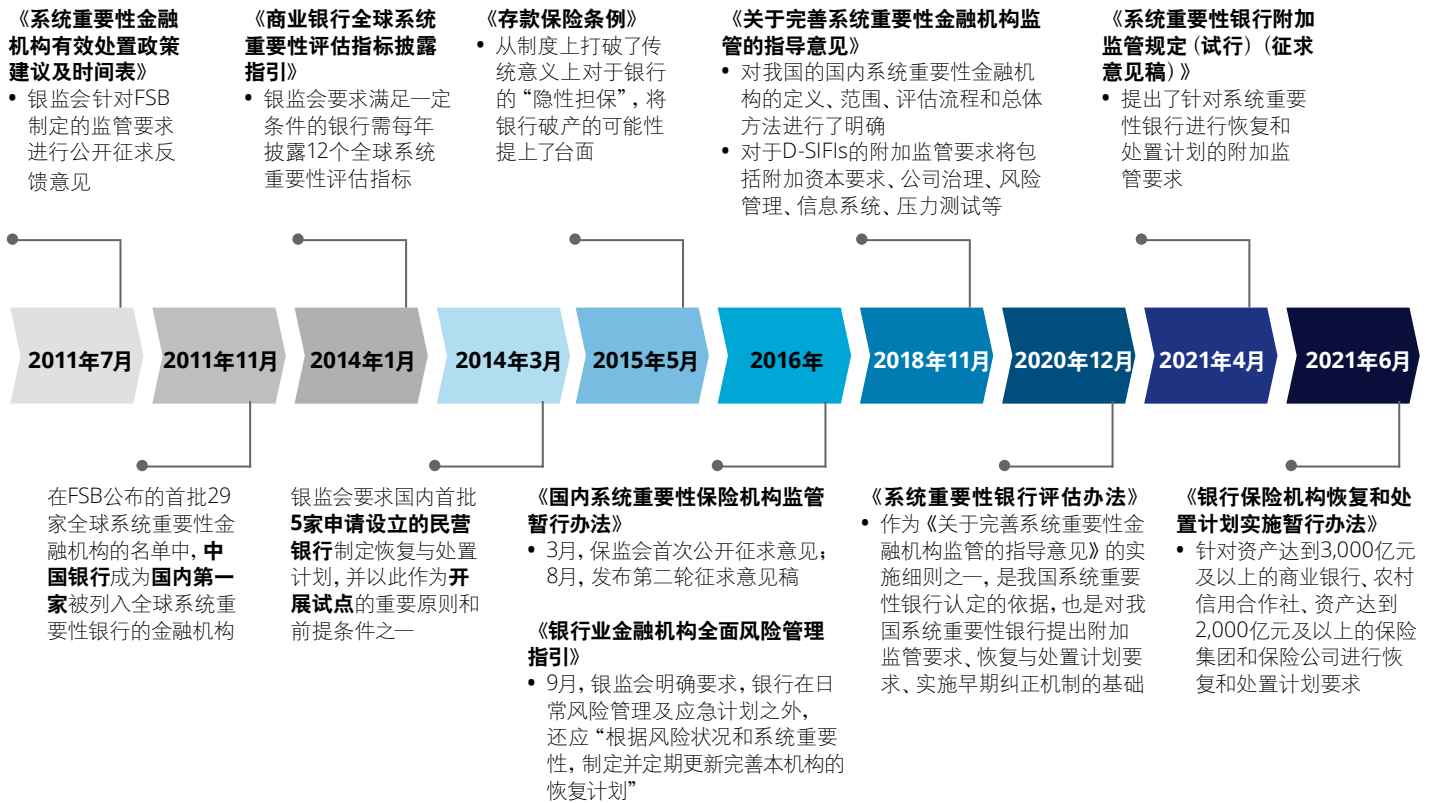 《系统重要性金融
机构有效处置政策
建议及时间表》
• 银监会针对FSB
制定的监管要求
进行公开征求反
馈意见
《商业银行全球系统
重要性评估指标披露
指引》
• 银监会要求满足一定
条件的银行需每年
披露12个全球系统
重要性评估指标
《存款保险条例》
• 从制度上打破了传
统意义上对于银行
的“隐性担保”，将
银行破产的可能性
提上了台面
《关于完善系统重要性金融机构监
管的指导意见》
• 对我国的国内系统重要性金融机
构的定义、范围、评估流程和总体
方法进行了明确
• 对于D-SIFIs的附加监管要求将包
括附加资本要求、公司治理、风险
管理、信息系统、压力测试等
《系统重要性银行附加
监管规定（试行）（征求
意见稿）》
• 提出了针对系统重要
性银行进行恢复和
处置计划的附加监
管要求
2011年7月
2011年11月
2014年1月
2014年3月
2015年5月
2016年
2018年11月
2020年12月
2021年4月
2021年6月
在FSB公布的首批29
家全球系统重要性金
融机构的名单中，中
国银行成为国内第一
家被列入全球系统重
要性银行的金融机构
银监会要求国内首批
5家申请设立的民营
银行制定恢复与处置
计划，并以此作为开
展试点的重要原则和
前提条件之一
《国内系统重要性保险机构监管
暂行办法》
• 3月，保监会首次公开征求意见；
8月，发布第二轮征求意见稿
《银行业金融机构全面风险管理
指引》
• 9月，银监会明确要求，银行在日
常风险管理及应急计划之外，
还应“根据风险状况和系统重要
性，制定并定期更新完善本机构的
恢复计划”
《系统重要性银行评估办法》
• 作为《关于完善系统重要性金
融机构监管的指导意见》的实
施细则之一，是我国系统重要
性银行认定的依据，也是对我
国系统重要性银行提出附加
监管要求、恢复与处置计划要
求、实施早期纠正机制的基础
《银行保险机构恢复和处
置计划实施暂行办法》
• 针对资产达到3,000亿元
及以上的商业银行、农村
信用合作社、资产达到
2,000亿元及以上的保险
集团和保险公司进行恢
复和处置计划要求